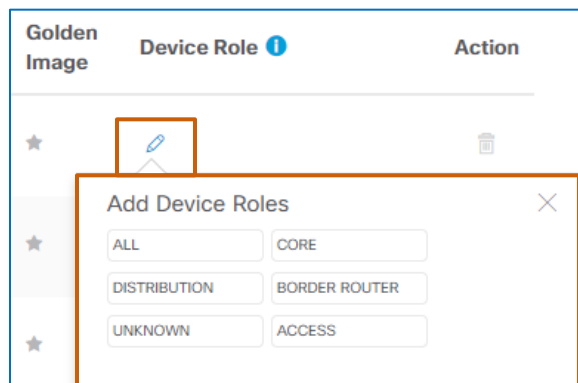 Golden Image
Device Role i
Action
Add Device Roles
ALL
CORE
DISTRIBUTION
BORDER ROUTER
UNKNOWN
ACCESS